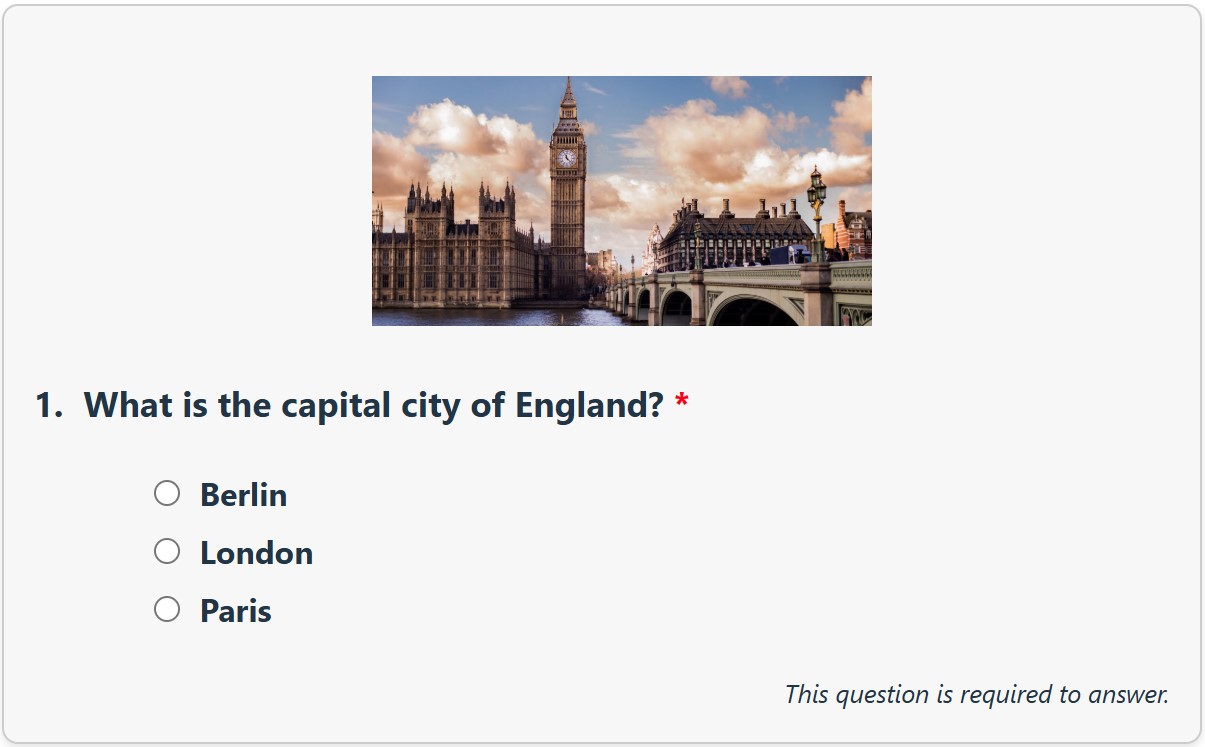 1. What is the capital city of England? *
Berlin
London
Paris
This question is required to answer.